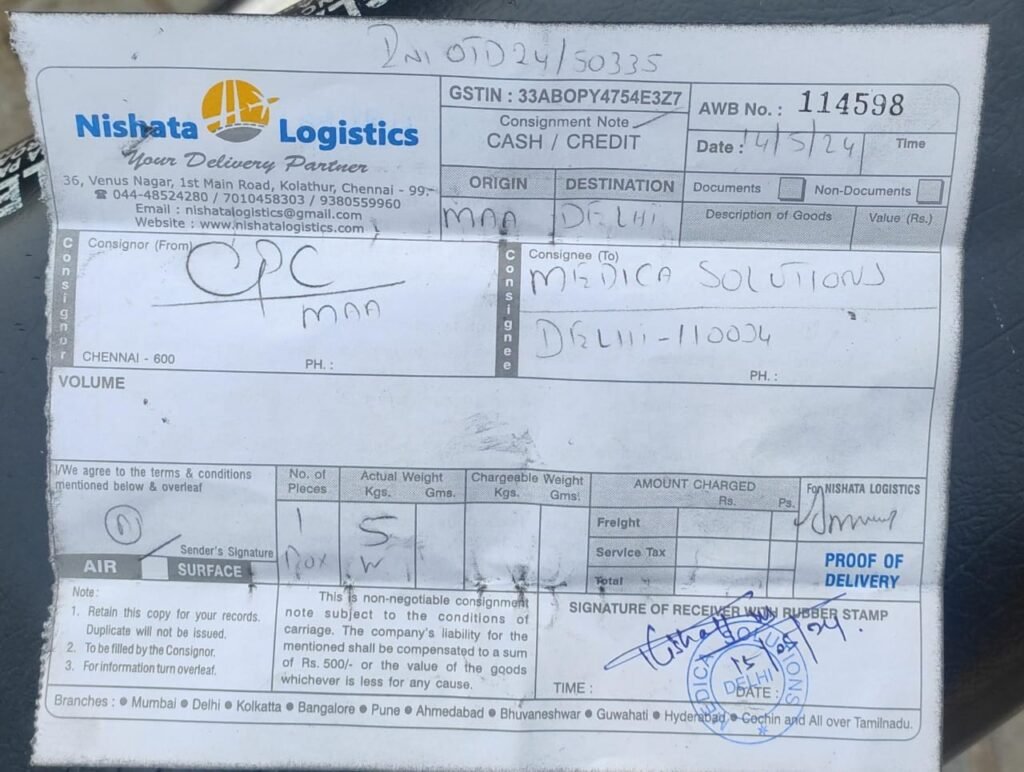 DNI OTD24/50335
Nishata Logistics
Your Delivery Partner
36, Venus Nagar, 1st Main Road, Kolathur, Chennai - 99.
☎ 044-48524280 / 7010458303 / 9380559960
Email : nishatalogistics@gmail.com
Website : www.nishatalogistics.com
GSTIN : 33ABOPY4754E3Z7
Consignment Note
CASH / CREDIT
AWB No. : 114598
Date : 14/5/24 Time
ORIGIN DESTINATION
MAA DELHI
Documents Non-Documents
Description of Goods Value (Rs.)
Consignor
Consignor (From)
CPC
MAA
CHENNAI - 600 PH. :
Consignee
Consignee (To)
MEDICA SOLUTIONS
DELHI-110034
PH. :
VOLUME
I/We agree to the terms & conditions
mentioned below & overleaf
Sender's Signature
AIR SURFACE
No. of
Pieces
1
Box
Actual Weight
Kgs. Gms.
5
W
Chargeable Weight
Kgs. Gms.
AMOUNT CHARGED
Rs. Ps.
Freight
Service Tax
Total
For NISHATA LOGISTICS
PROOF OF
DELIVERY
Note :
1. Retain this copy for your records.
Duplicate will not be issued.
2. To be filled by the Consignor.
3. For information turn overleaf.
This is non-negotiable consignment
note subject to the conditions of
carriage. The company's liability for the
mentioned shall be compensated to a sum
of Rs. 500/- or the value of the goods
whichever is less for any cause.
SIGNATURE OF RECEIVER WITH RUBBER STAMP
15/05/24.
MEDICA SOLUTIONS
DELHI
TIME : DATE :
Branches : ● Mumbai ● Delhi ● Kolkatta ● Bangalore ● Pune ● Ahmedabad ● Bhuvaneshwar ● Guwahati ● Hyderabad ● Cochin and All over Tamilnadu.